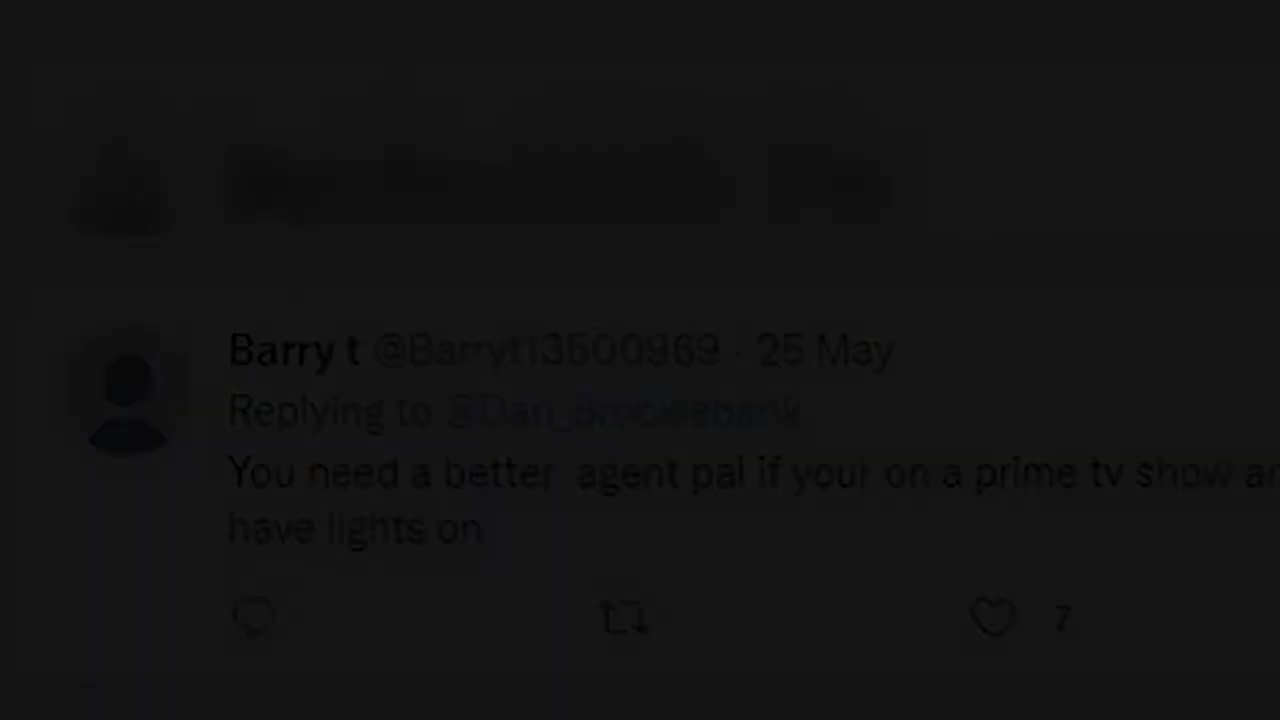 Barry t @Barryt13500969 · 25 May
Replying to @Dan_Brocklebank
You need a better agent pal if your on a prime tv show
have lights on
7